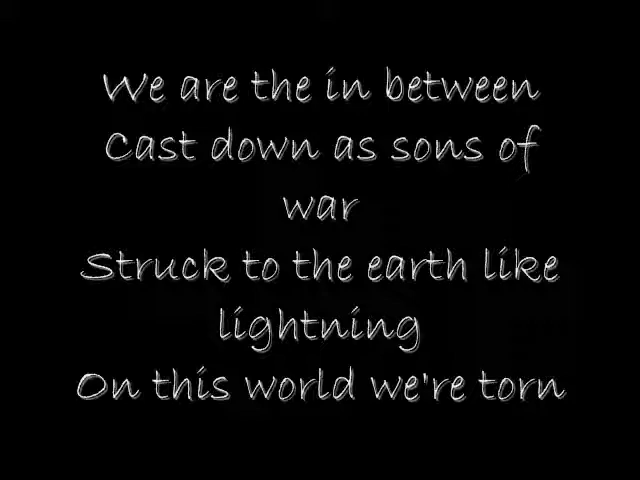 We are the in between
Cast down as sons of
war
Struck to the earth like
lightning
On this world we're torn